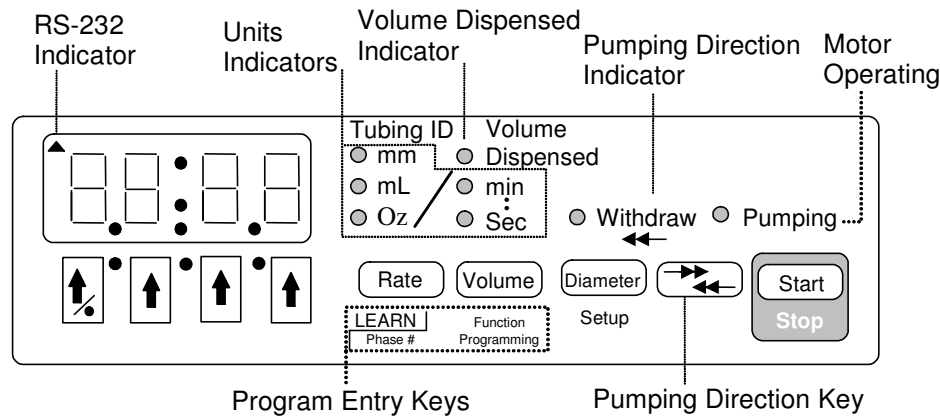 RS-232
Indicator
Units
Indicators
Volume Dispensed
Indicator
Pumping Direction
Indicator
Motor
Operating
Tubing ID
Volume
Dispensed
mm
mL
Oz
min
Sec
Withdraw
Pumping
Rate
Volume
Diameter
Start
LEARN
Phase #
Function
Programming
Setup
Stop
Program Entry Keys
Pumping Direction Key